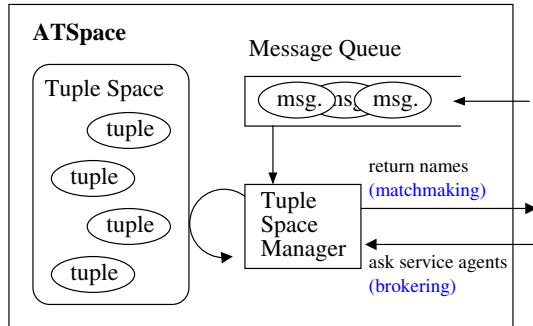 ATSpace
Message Queue
Tuple Space
msg. msg. msg.
tuple
tuple
tuple
tuple
Tuple
Space
Manager
return names
(matchmaking)
ask service agents
(brokering)